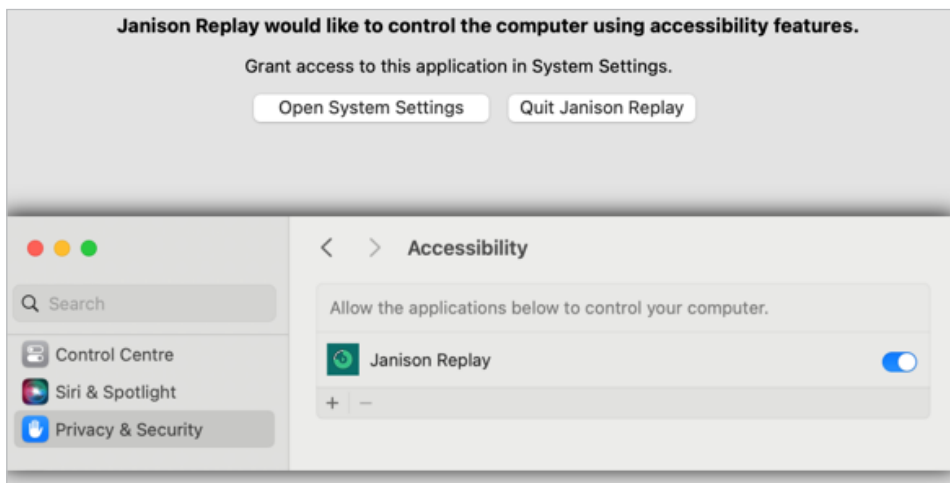 Janison Replay would like to control the computer using accessibility features.
Grant access to this application in System Settings.
Open System Settings
Quit Janison Replay
Accessibility
Search
Control Centre
Siri & Spotlight
Privacy & Security
Allow the applications below to control your computer.
Janison Replay